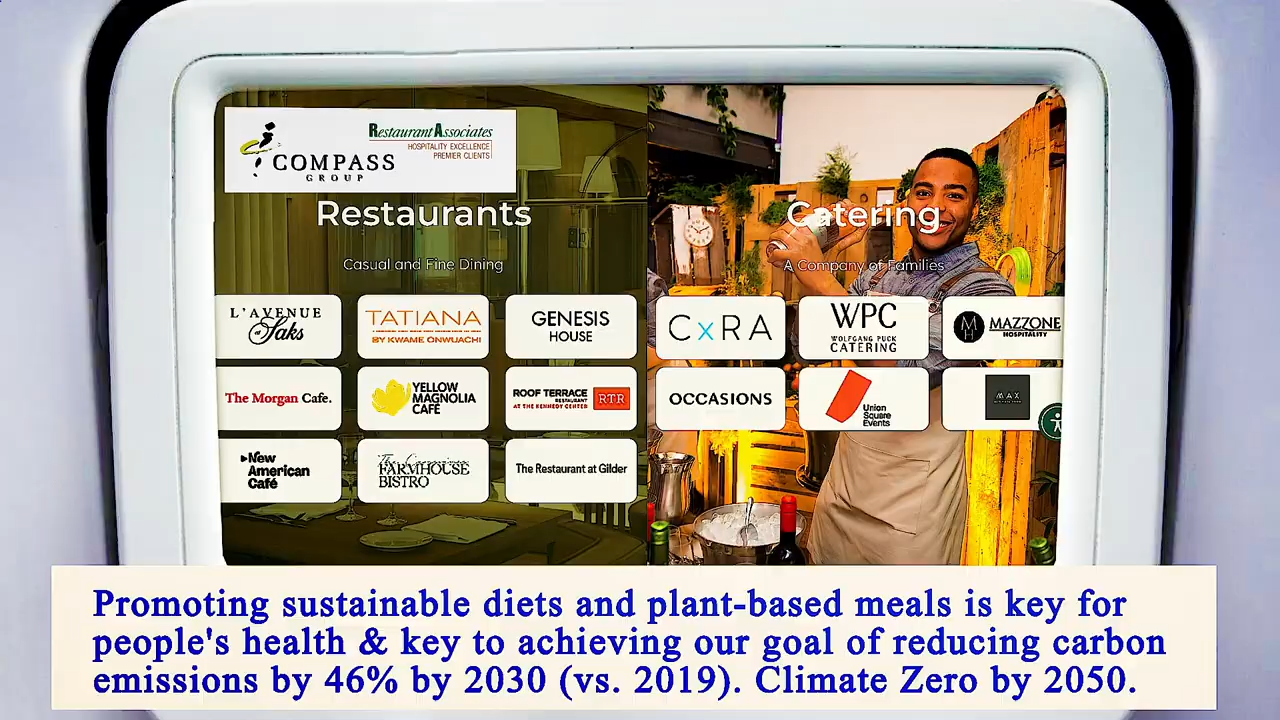 COMPASS
GROUP
Restaurant Associates
HOSPITALITY EXCELLENCE
PREMIER CLIENTS
Restaurants
Casual and Fine Dining
L'AVENUE
at Saks
TATIANA
BY KWAME ONWUACHI
GENESIS
HOUSE
The Morgan Cafe.
YELLOW
MAGNOLIA
CAFÉ
ROOF TERRACE
RESTAURANT
AT THE KENNEDY CENTER
RTR
New
American
Café
FARMHOUSE
BISTRO
The Restaurant at Gilder
Catering
A Company of Families
CxRA
WPC
WOLFGANG PUCK
CATERING
MH
MAZZONE
HOSPITALITY
OCCASIONS
Union
Square
Events
MAX
Promoting sustainable diets and plant-based meals is key for
people's health & key to achieving our goal of reducing carbon
emissions by 46% by 2030 (vs. 2019). Climate Zero by 2050.